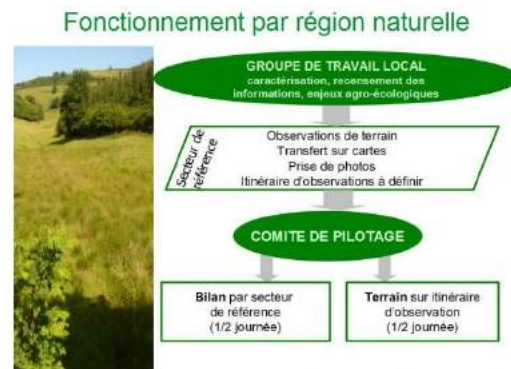 Fonctionnement par région naturelle
GROUPE DE TRAVAIL LOCAL
caractérisation, recensement des
informations, enjeux agro-écologiques
Secteur de
référence
Observations de terrain
Transfert sur cartes
Prise de photos
Itinéraire d'observations à définir
COMITE DE PILOTAGE
Bilan par secteur
de référence
(1/2 journée)
Terrain sur itinéraire
d'observation
(1/2 journée)